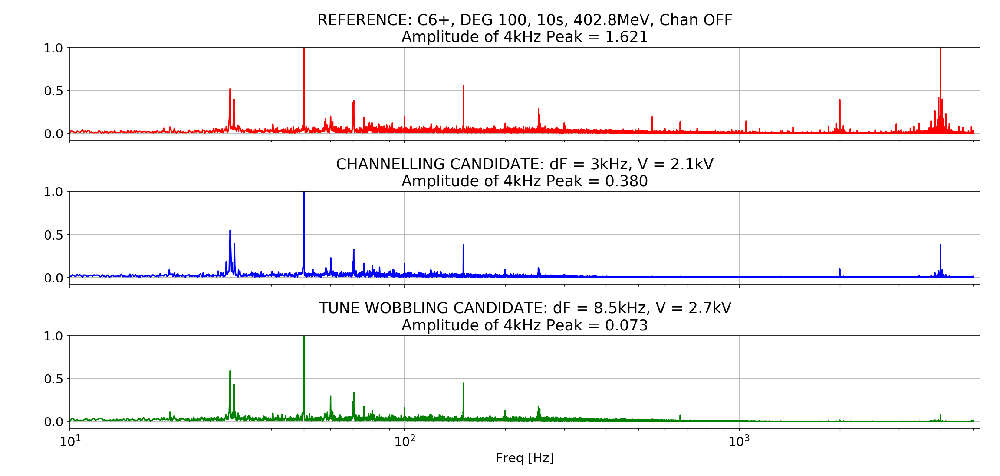 REFERENCE: C6+, DEG 100, 10s, 402.8MeV, Chan OFF
Amplitude of 4kHz Peak = 1.621
1.0
0.5
0.0
CHANNELLING CANDIDATE: dF = 3kHz, V = 2.1kV
Amplitude of 4kHz Peak = 0.380
1.0
0.5
0.0
TUNE WOBBLING CANDIDATE: dF = 8.5kHz, V = 2.7kV
Amplitude of 4kHz Peak = 0.073
1.0
0.5
0.0
10¹ 10² 10³
Freq [Hz]